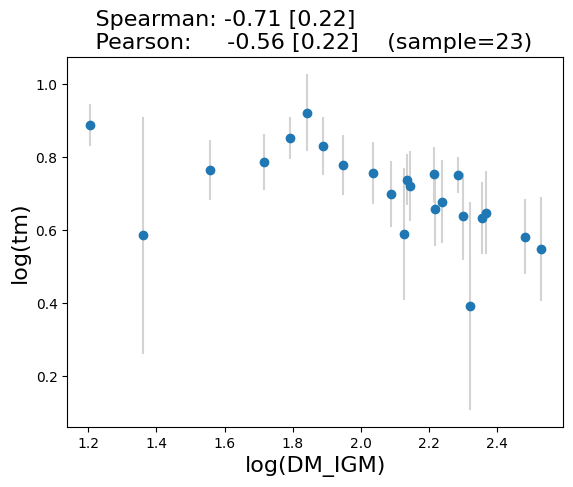 Spearman: -0.71 [0.22]
Pearson: -0.56 [0.22] (sample=23)
1.0
0.8
0.6
0.4
0.2
log(tm)
1.2 1.4 1.6 1.8 2.0 2.2 2.4
log(DM_IGM)